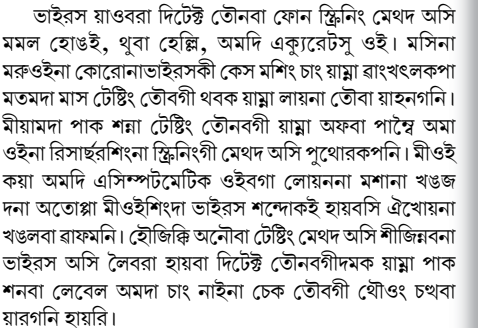 ভাইরস য়াওবরা দিটেক্ট তৌনবা ফোন স্ক্রিনিং মেথদ অসি
মমল হোঙই, থুবা হেল্লি, অমদি এক্যুরেটসু ওই। মসিনা
মরুওইনা কোরোনাভাইরসকী কেস মশিং চাং য়াম্না ৱাংখৎলকপা
মতমদা মাস টেষ্টিং তৌবগী থবক য়াম্না লায়না তৌবা য়াহনগনি।
মীয়ামদা পাক শন্না টেষ্টিং তৌনবগী য়াম্না অফবা পাম্বৈ অমা
ওইনা রিসার্ছরশিংনা স্ক্রিনিংগী মেথদ অসি পুথোরকপনি। মীওই
কয়া অমদি এসিম্পটমেটিক ওইবগা লোয়ননা মশানা খঙজ
দনা অতোপ্পা মীওইশিংদা ভাইরস শন্দোকই হায়বসি ঐখোয়না
খঙলবা ৱাফমনি। হৌজিক্কি অনৌবা টেষ্টিং মেথদ অসি শীজিন্নবনা
ভাইরস অসি লৈবরা হায়বা দিটেক্ট তৌনবগীদমক য়াম্না পাক
শনবা লেবেল অমদা চাং নাইনা চেক তৌবগী থৌওং চত্থবা
য়ারগনি হায়রি।